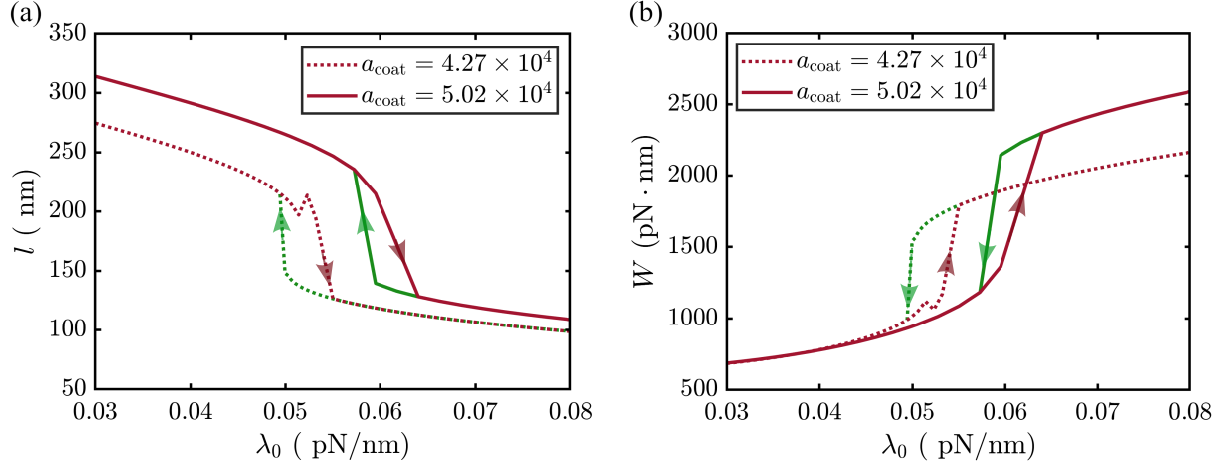 (a)
350
300
250
200
150
100
50
l ( nm)
a_coat = 4.27 × 10^4
a_coat = 5.02 × 10^4
0.03 0.04 0.05 0.06 0.07 0.08
λ_0 ( pN/nm)
(b)
3000
2500
2000
1500
1000
500
W (pN · nm)
a_coat = 4.27 × 10^4
a_coat = 5.02 × 10^4
0.03 0.04 0.05 0.06 0.07 0.08
λ_0 ( pN/nm)